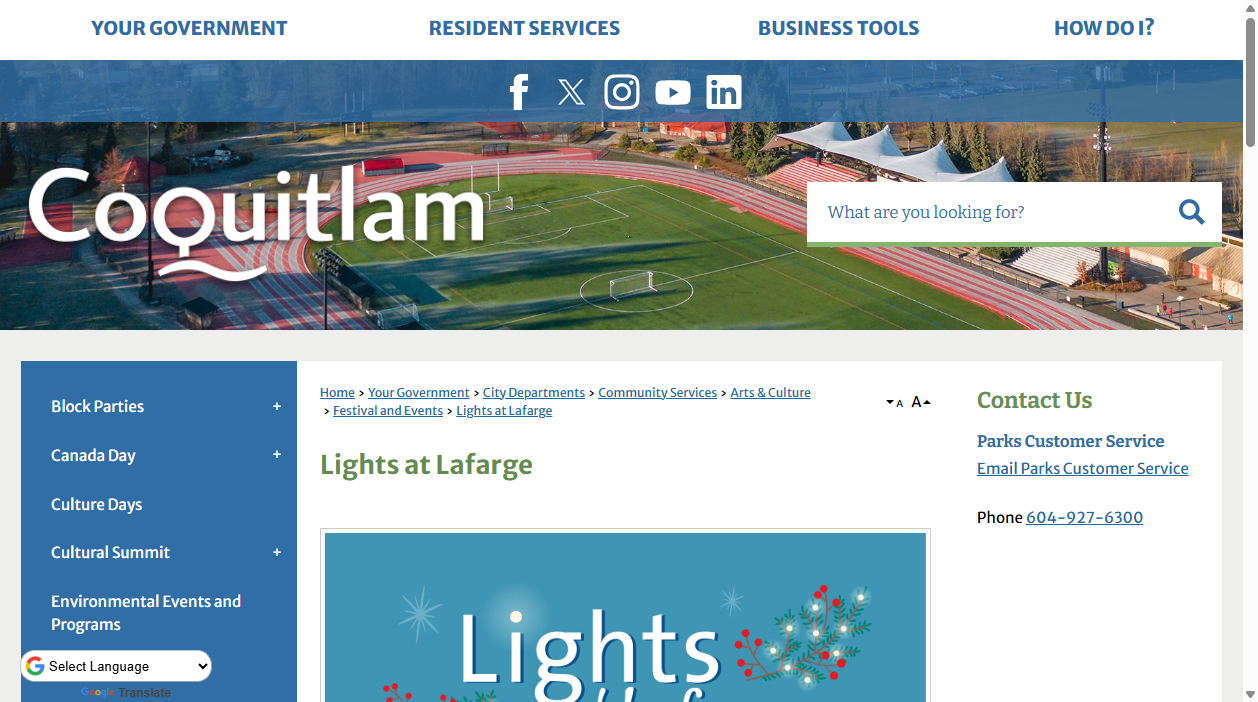 YOUR GOVERNMENT
RESIDENT SERVICES
BUSINESS TOOLS
HOW DO I?
Coquitlam
What are you looking for?
Block Parties +
Canada Day +
Culture Days
Cultural Summit +
Environmental Events and
Programs
Select Language
Google Translate
Home > Your Government > City Departments > Community Services > Arts & Culture
> Festival and Events > Lights at Lafarge
A A
Lights at Lafarge
Lights
Contact Us
Parks Customer Service
Email Parks Customer Service
Phone 604-927-6300